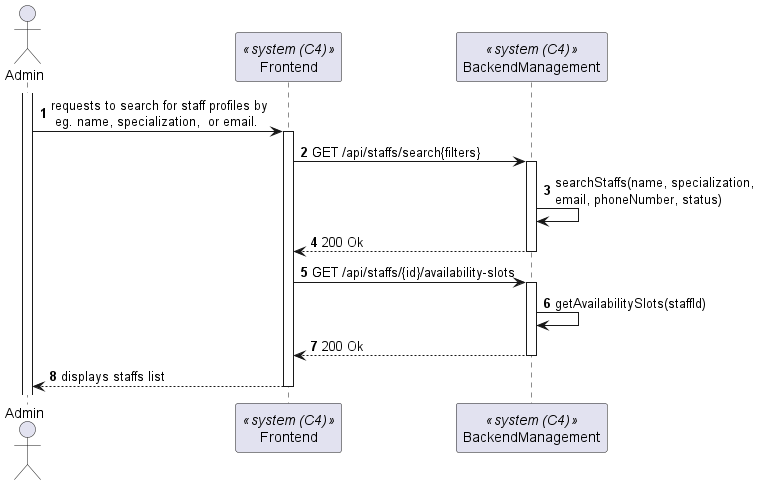 Admin
«system (C4)»
Frontend
«system (C4)»
BackendManagement
1 requests to search for staff profiles by
eg. name, specialization,  or email.
2 GET /api/staffs/search{filters}
3 searchStaffs(name, specialization,
email, phoneNumber, status)
4 200 Ok
5 GET /api/staffs/{id}/availability-slots
6 getAvailabilitySlots(staffId)
7 200 Ok
8 displays staffs list
Admin
«system (C4)»
Frontend
«system (C4)»
BackendManagement